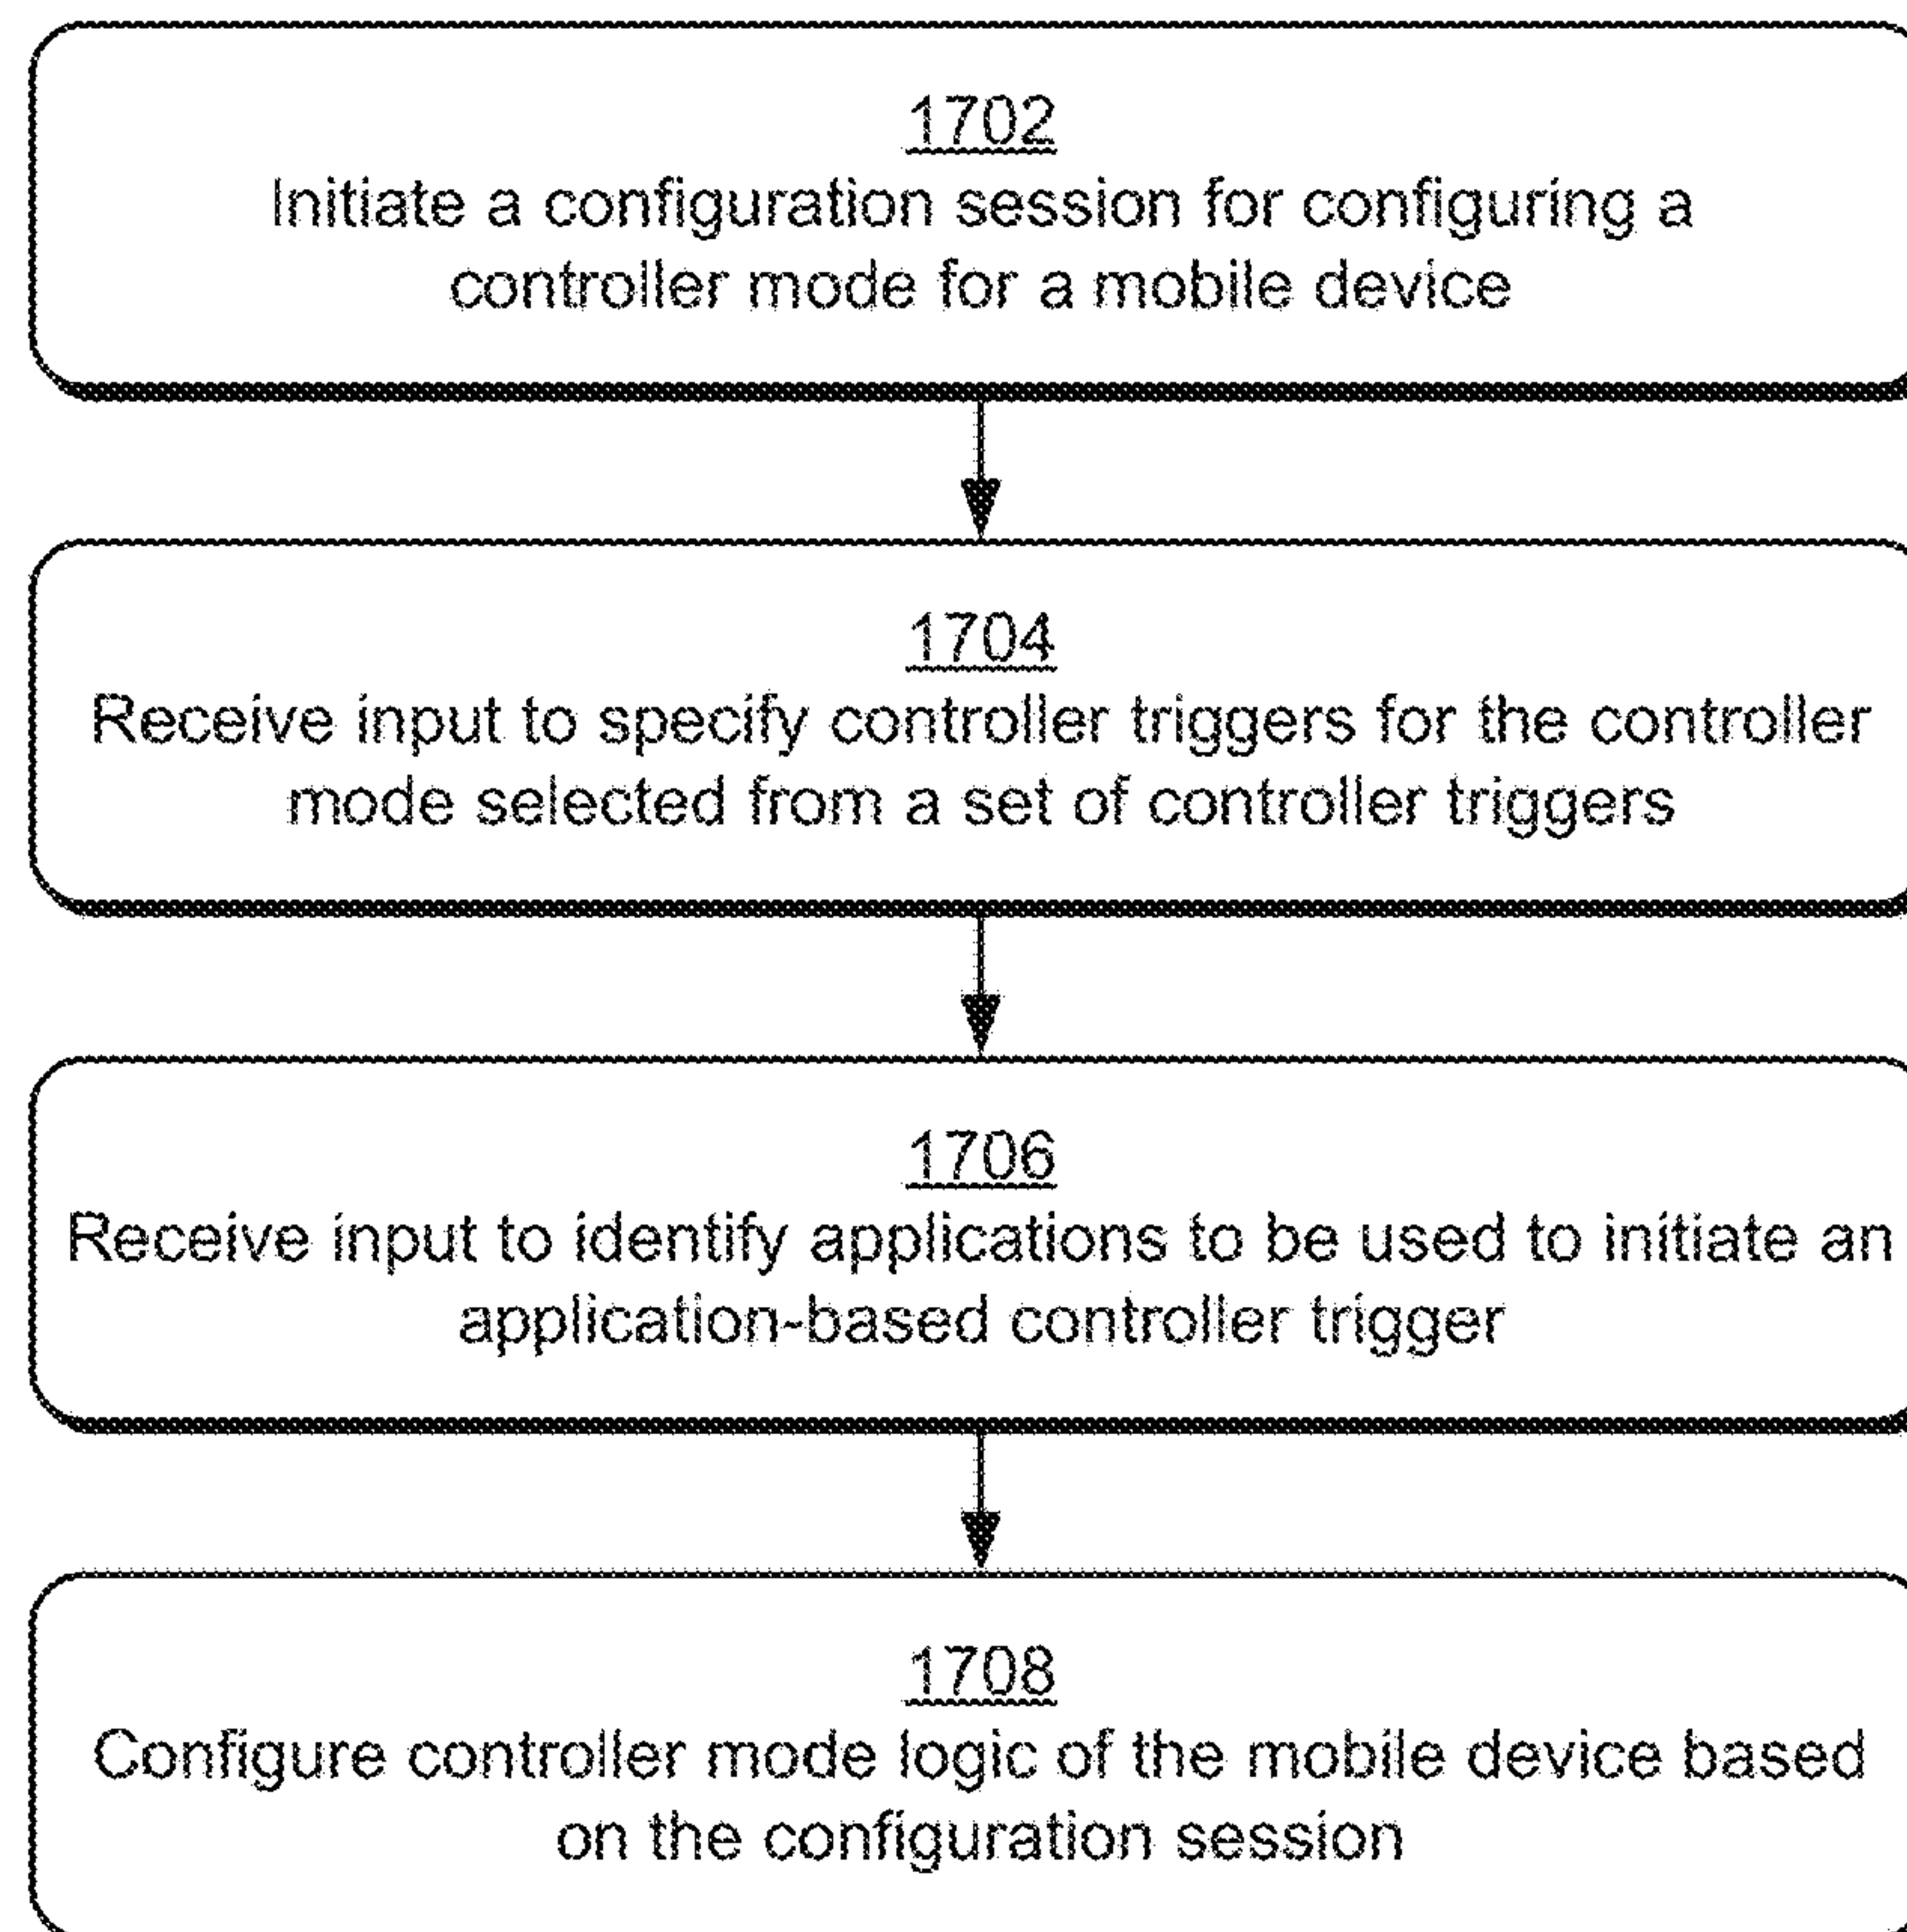 1702
Initiate a configuration session for configuring a
controller mode for a mobile device
1704
Receive input to specify controller triggers for the controller
mode selected from a set of controller triggers
1706
Receive input to identify applications to be used to initiate an
application-based controller trigger
1708
Configure controller mode logic of the mobile device based
on the configuration session